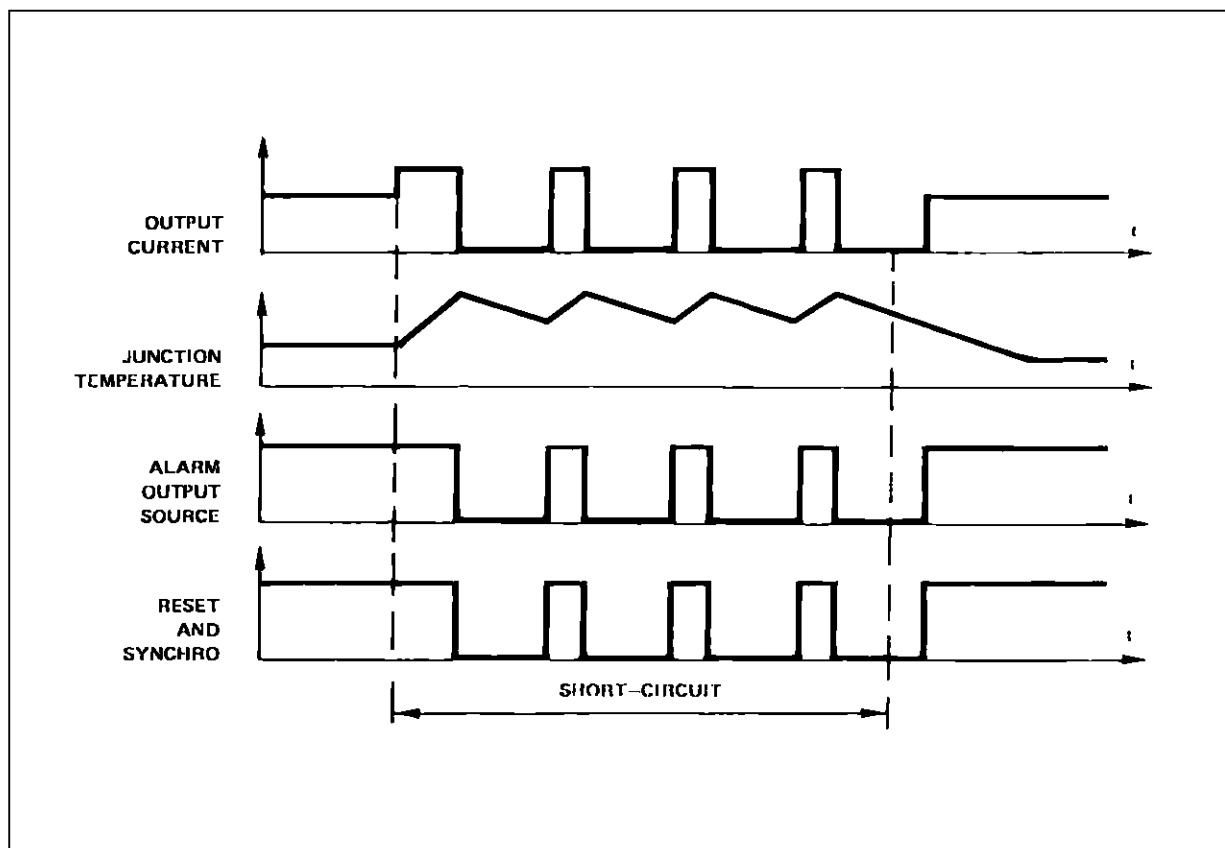 OUTPUT
CURRENT
t
JUNCTION
TEMPERATURE
t
ALARM
OUTPUT
SOURCE
t
RESET
AND
SYNCHRO
t
SHORT-CIRCUIT